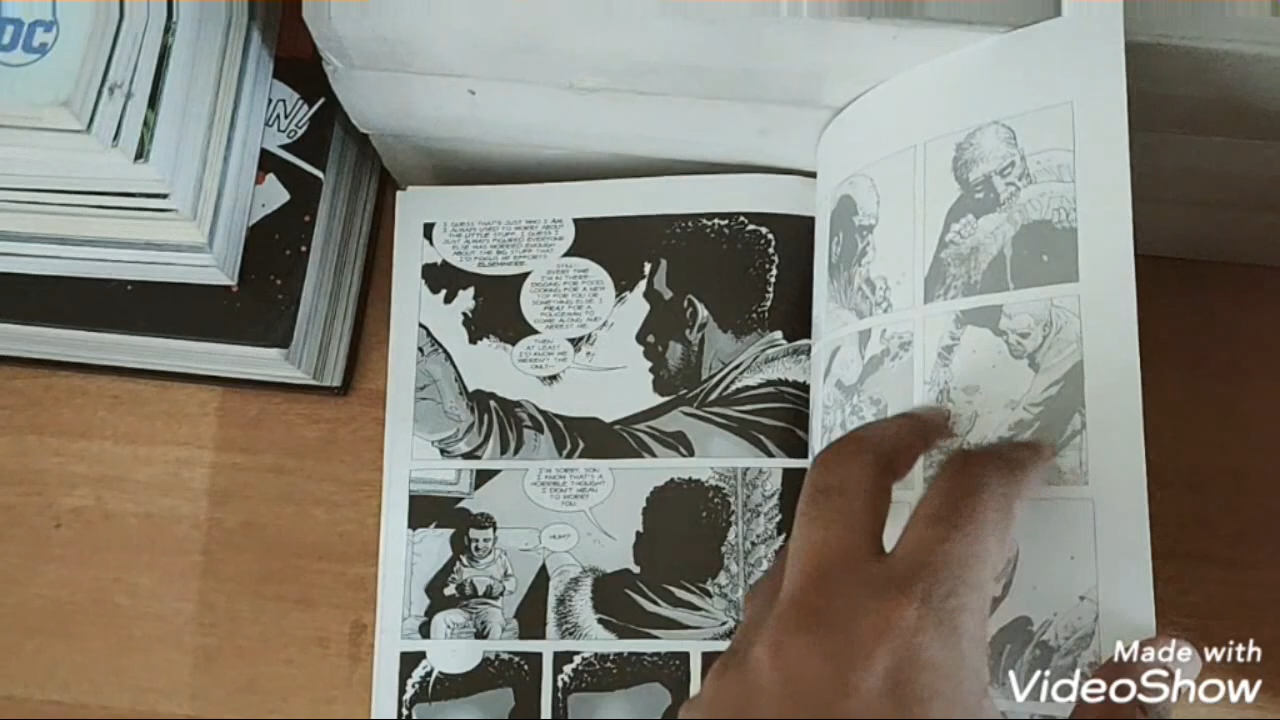 DC
IN!
I GUESS THAT'S JUST WHO I AM.
I ALWAYS USED TO WORRY ABOUT
THE LITTLE STUFF. I GUESS I
JUST ALWAYS FIGURED EVERYONE
ELSE WAS WORRIED ENOUGH
ABOUT THE BIG STUFF THAT
I'D FOCUS MY EFFORTS
ELSEWHERE.
STILL,
EVERY TIME
I'M IN THERE--
DIGGING FOR FOOD,
LOOKING FOR A NEW
TOY FOR YOU OR
SOMETHING ELSE, I
PRAY FOR A
POLICEMAN TO
COME ALONG AND
ARREST ME.
THEN
AT LEAST
I'D KNOW WE
WEREN'T THE
ONLY--
I'M SORRY, SON.
I KNOW THAT'S A
HORRIBLE THOUGHT.
I DON'T MEAN
TO WORRY
YOU.
HUH?
Made with
VideoShow